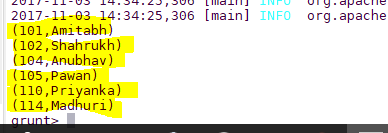 2017-11-03 14:34:25,306 [main] INFO org.apache
2017-11-03 14:34:25,306 [main] INFO org.apache
(101,Amitabh)
(102,Shahrukh)
(104,Anubhav)
(105,Pawan)
(110,Priyanka)
(114,Madhuri)
grunt>